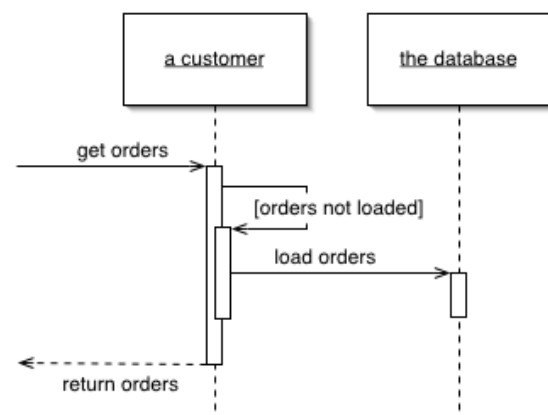 a customer
the database
get orders
[orders not loaded]
load orders
return orders